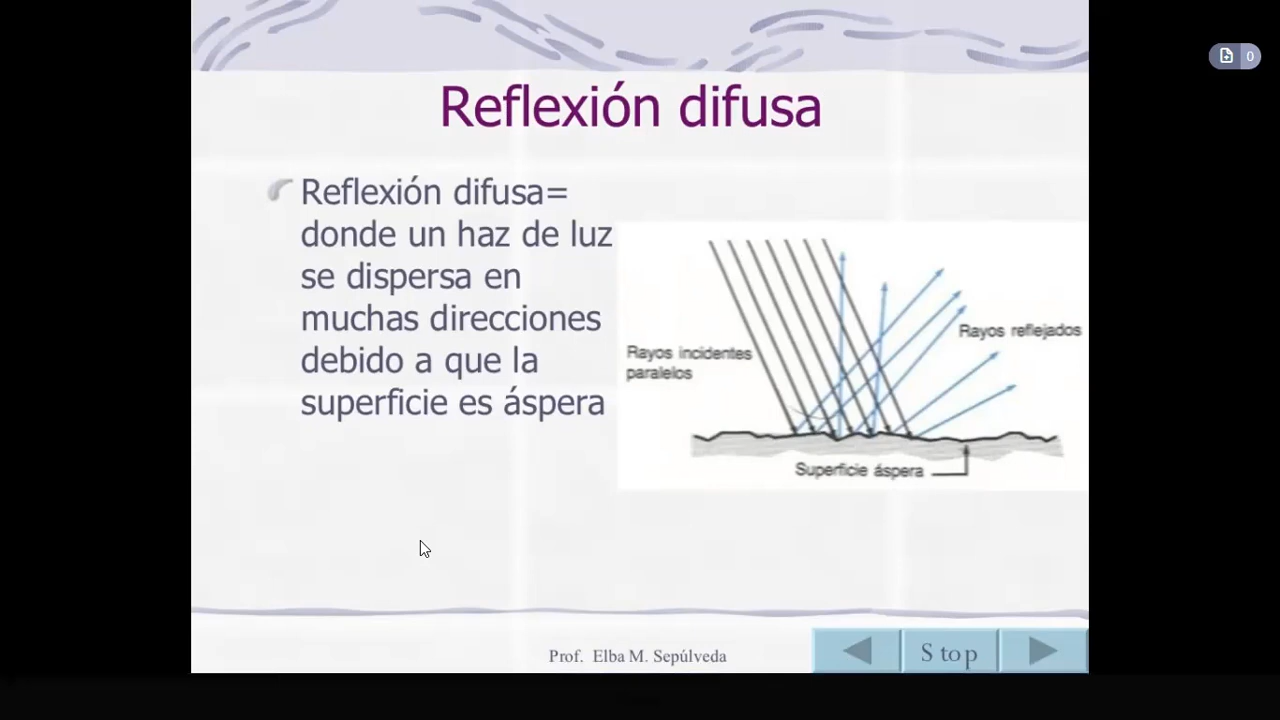 Reflexión difusa
Reflexión difusa=
donde un haz de luz
se dispersa en
muchas direcciones
debido a que la
superficie es áspera
Rayos incidentes
paralelos
Rayos reflejados
Superficie áspera
Prof. Elba M. Sepúlveda
Stop
0